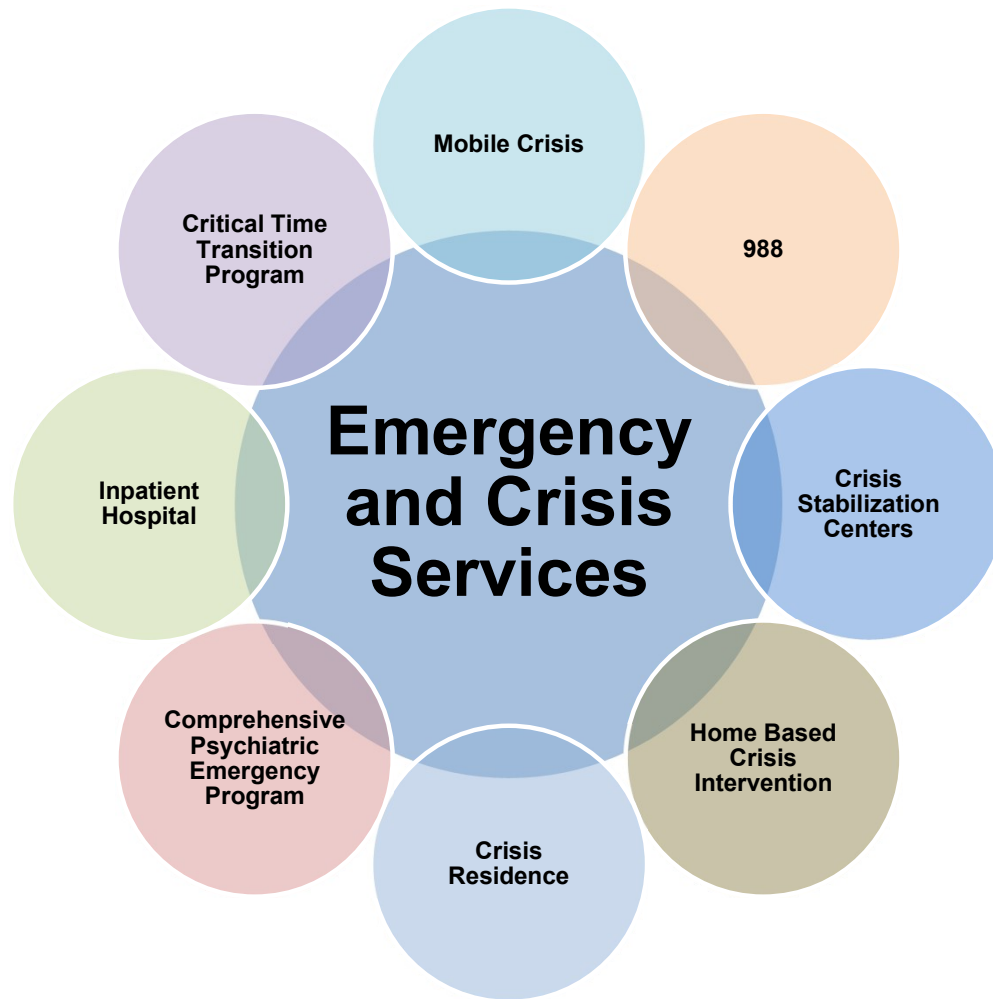 Mobile Crisis
988
Crisis
Stabilization
Centers
Home Based
Crisis
Intervention
Crisis
Residence
Comprehensive
Psychiatric
Emergency
Program
Inpatient
Hospital
Critical Time
Transition
Program
Emergency
and Crisis
Services